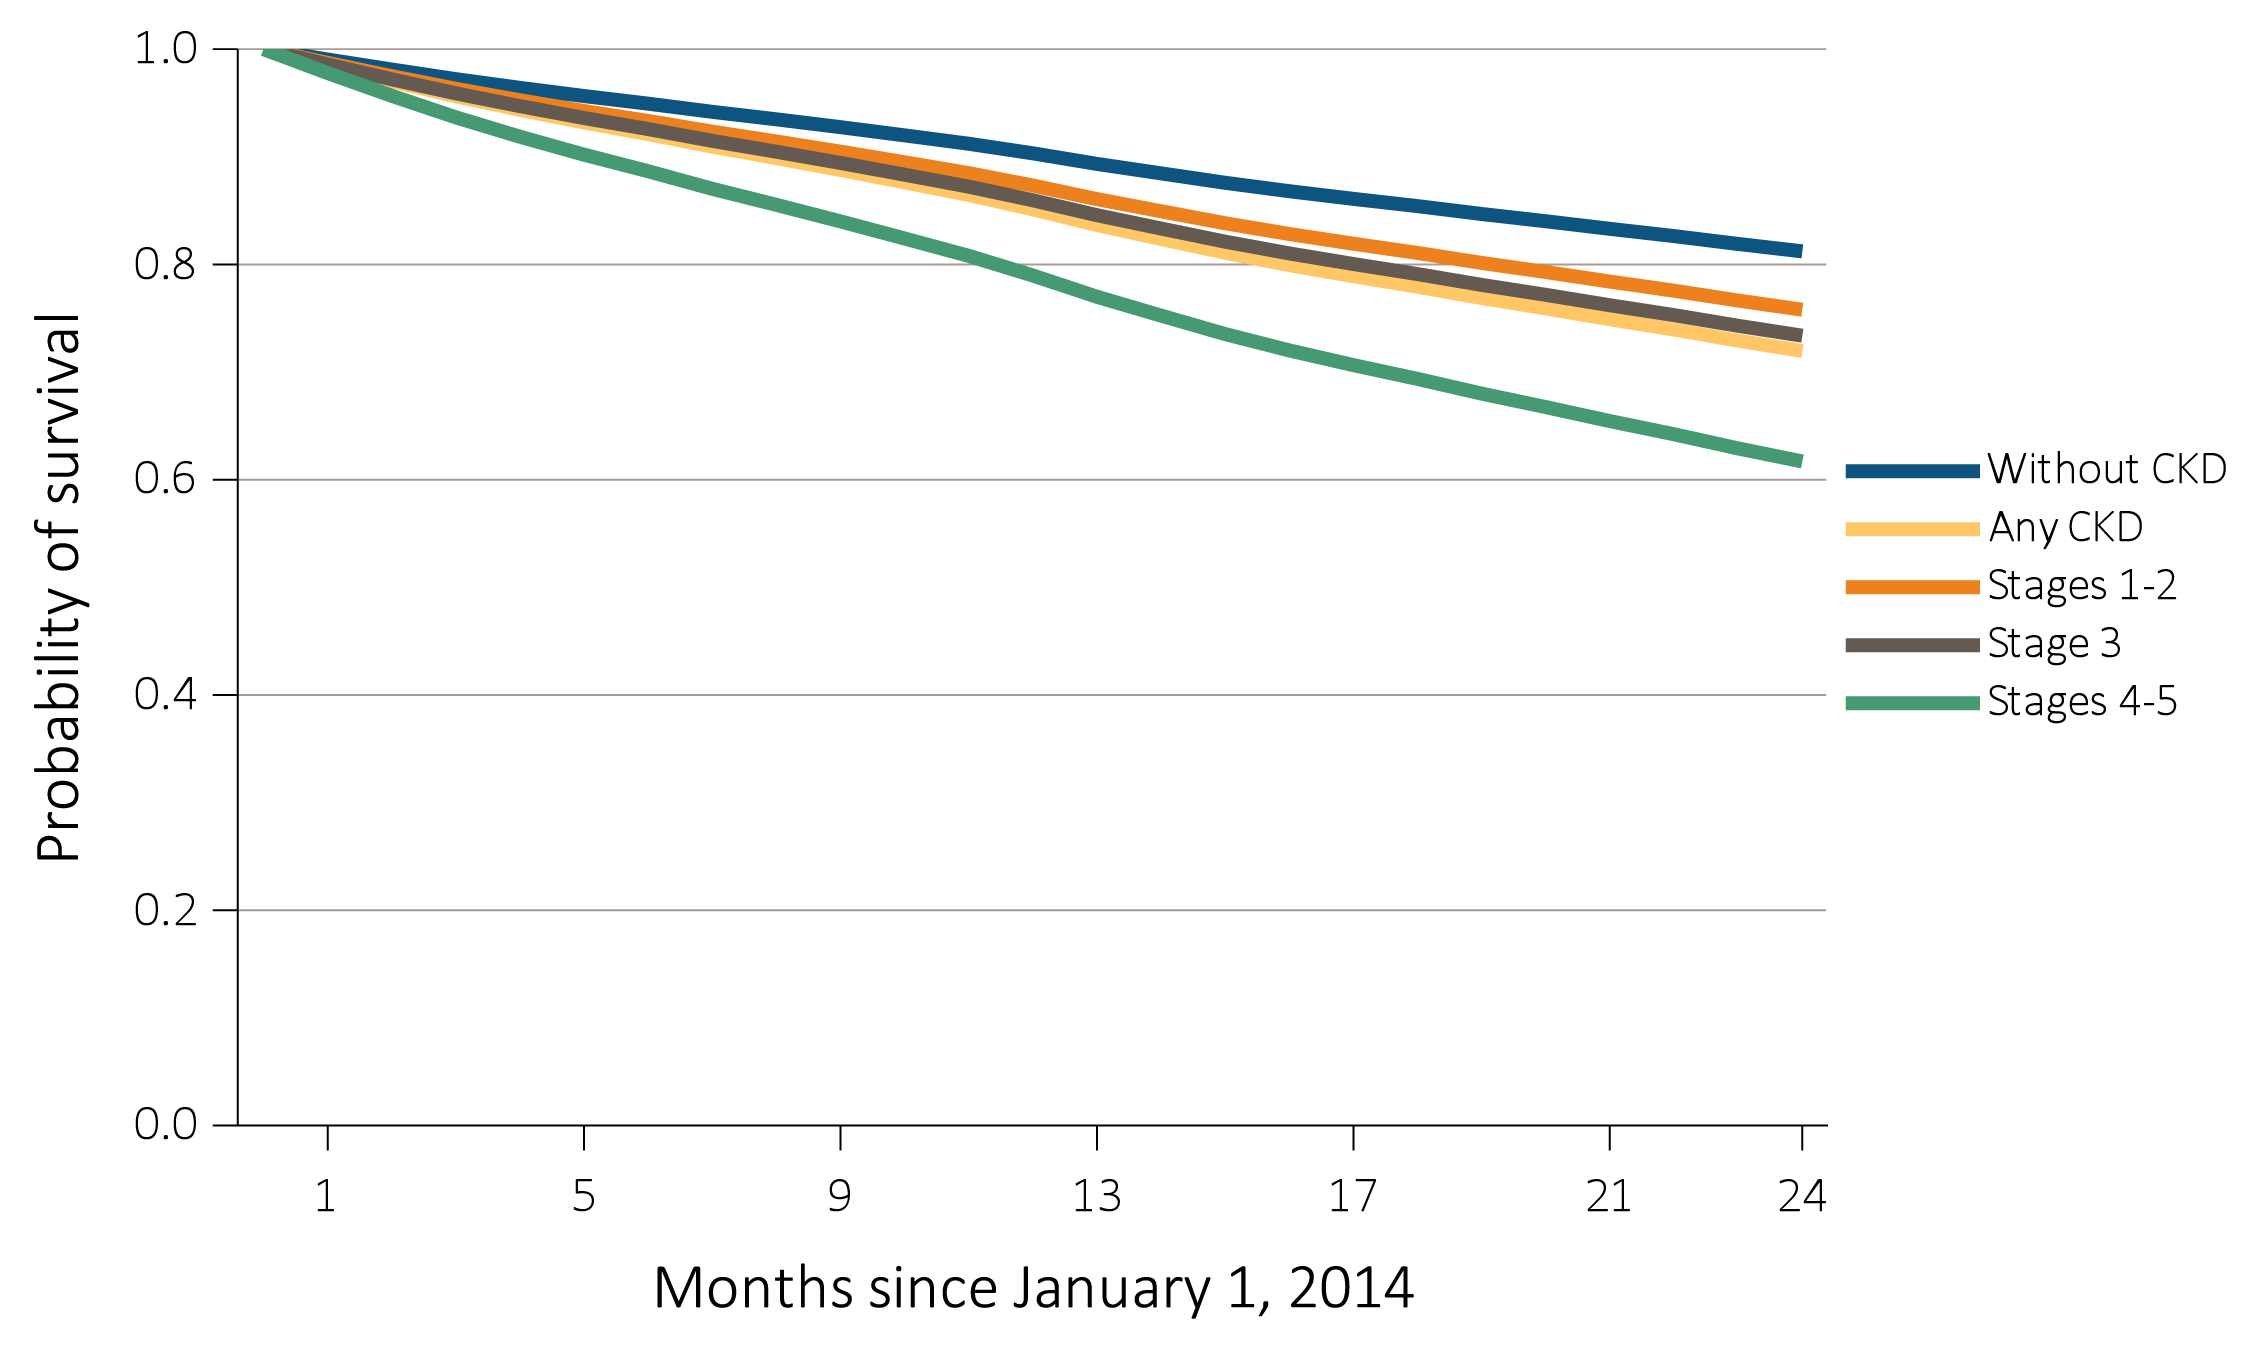 Probability of survival
1.0
0.8
0.6
0.4
0.2
0.0
1 5 9 13 17 21 24
Months since January 1, 2014
Without CKD
Any CKD
Stages 1-2
Stage 3
Stages 4-5